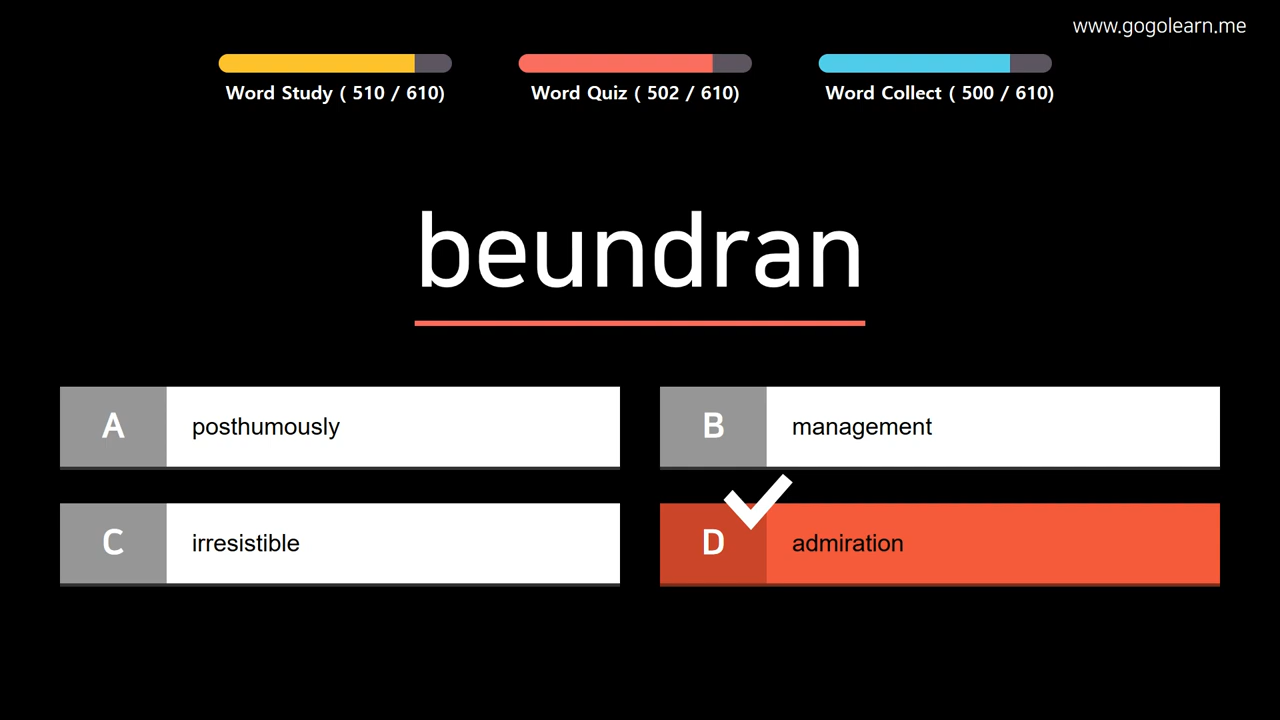 www.gogolearn.me
Word Study ( 510 / 610)
Word Quiz ( 502 / 610)
Word Collect ( 500 / 610)
beundran
A posthumously
B management
C irresistible
D admiration